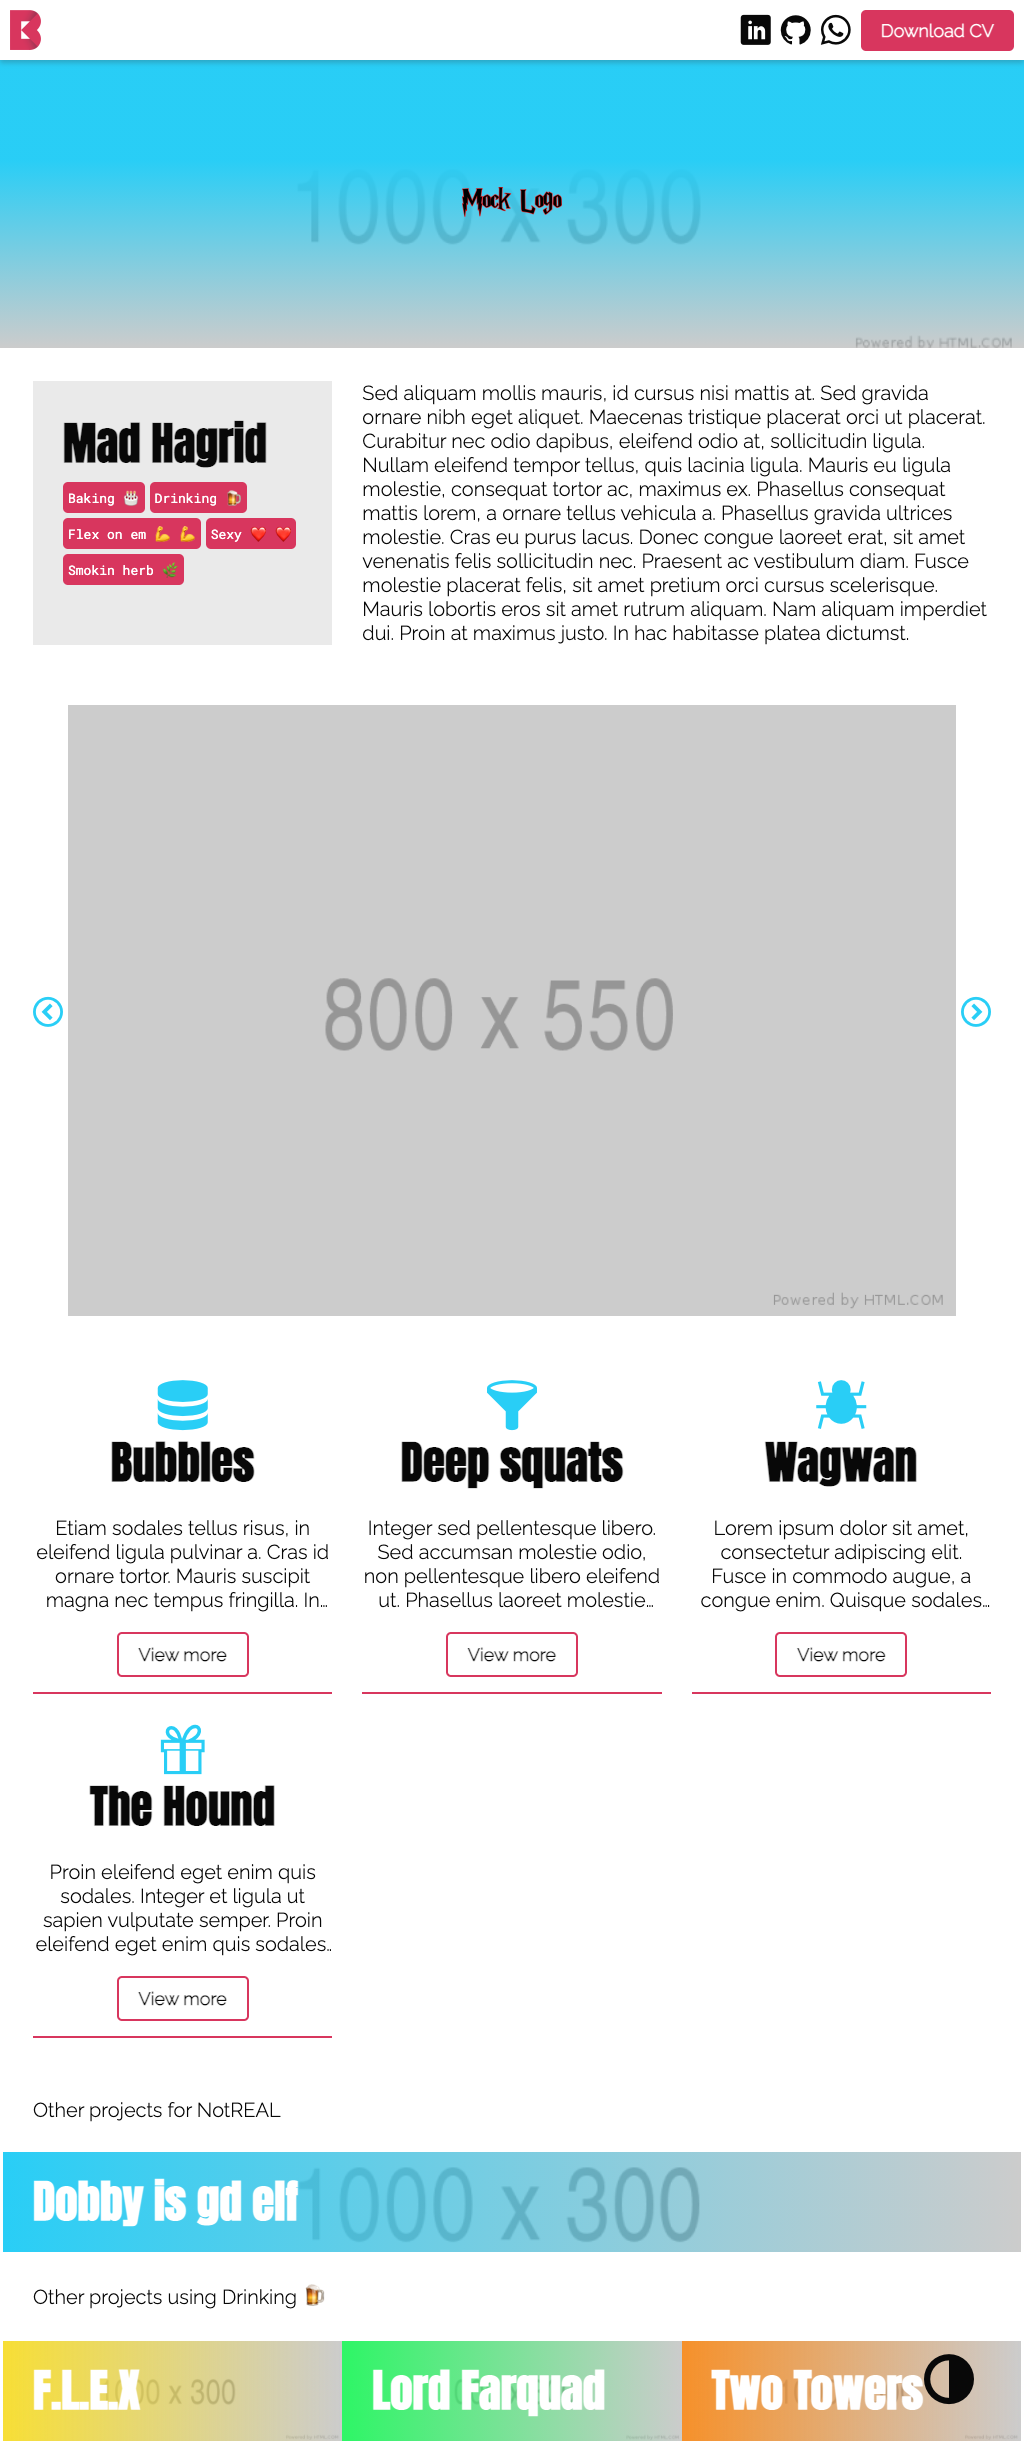 Download CV
1000 x 300
Mock Logo
Powered by HTML.COM
Mad Hagrid
Baking 🎂 Drinking 🍺
Flex on em 💪 💪 Sexy ❤️ ❤️
Smokin herb 🌿
Sed aliquam mollis mauris, id cursus nisi mattis at. Sed gravida
ornare nibh eget aliquet. Maecenas tristique placerat orci ut placerat.
Curabitur nec odio dapibus, eleifend odio at, sollicitudin ligula.
Nullam eleifend tempor tellus, quis lacinia ligula. Mauris eu ligula
molestie, consequat tortor ac, maximus ex. Phasellus consequat
mattis lorem, a ornare tellus vehicula a. Phasellus gravida ultrices
molestie. Cras eu purus lacus. Donec congue laoreet erat, sit amet
venenatis felis sollicitudin nec. Praesent ac vestibulum diam. Fusce
molestie placerat felis, sit amet pretium orci cursus scelerisque.
Mauris lobortis eros sit amet rutrum aliquam. Nam aliquam imperdiet
dui. Proin at maximus justo. In hac habitasse platea dictumst.
800 x 550
Powered by HTML.COM
Bubbles
Etiam sodales tellus risus, in
eleifend ligula pulvinar a. Cras id
ornare tortor. Mauris suscipit
magna nec tempus fringilla. In...
View more
Deep squats
Integer sed pellentesque libero.
Sed accumsan molestie odio,
non pellentesque libero eleifend
ut. Phasellus laoreet molestie...
View more
Wagwan
Lorem ipsum dolor sit amet,
consectetur adipiscing elit.
Fusce in commodo augue, a
congue enim. Quisque sodales...
View more
The Hound
Proin eleifend eget enim quis
sodales. Integer et ligula ut
sapien vulputate semper. Proin
eleifend eget enim quis sodales..
View more
Other projects for NotREAL
Dobby is gd elf
1000 x 300
Other projects using Drinking 🍺
F.L.E.X
x 300
Lord Farquad
Two Towers